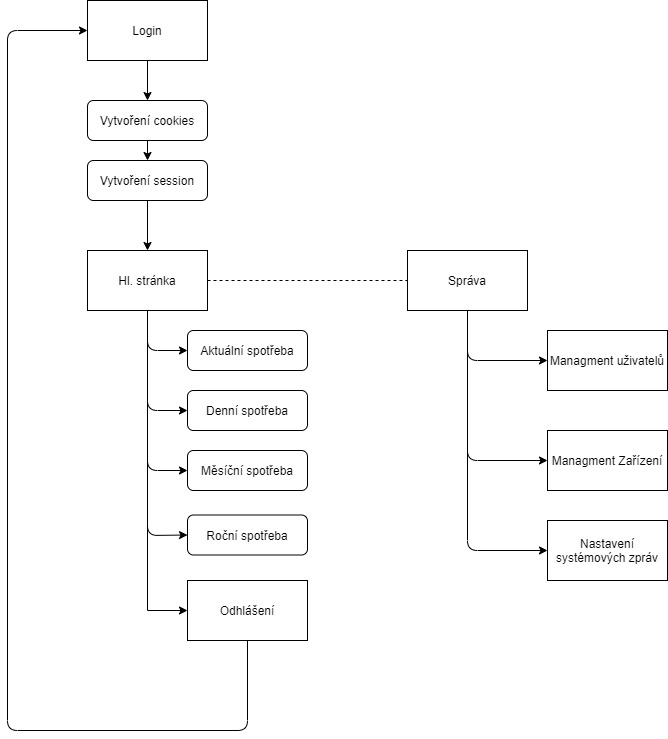 Login
Vytvoření cookies
Vytvoření session
Hl. stránka
Správa
Aktuální spotřeba
Denní spotřeba
Měsíční spotřeba
Roční spotřeba
Odhlášení
Managment uživatelů
Managment Zařízení
Nastavení
systémových zpráv